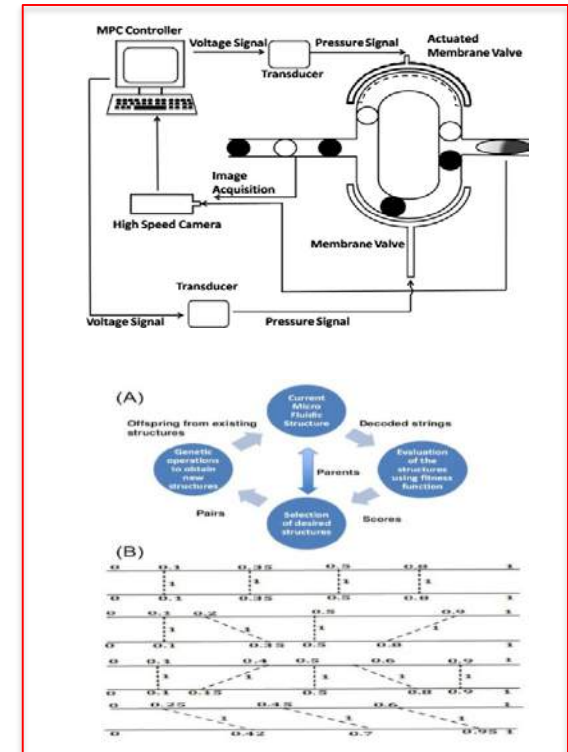 MPC Controller
Voltage Signal
Pressure Signal
Actuated
Membrane Valve
Transducer
Image
Acquisition
High Speed Camera
Membrane Valve
Transducer
Voltage Signal
Pressure Signal
(A)
Current
Micro
Fluidic
Structure
Offspring from existing
structures
Decoded strings
Genetic
operations
to obtain
new
structures
Parents
Evaluation
of the
structures
using fitness
function
Pairs
Selection
of desired
structures
Scores
(B)
0 0.1 0.35 0.5 0.8 1
1 1 1 1
0 0.1 0.35 0.5 0.8 1
0 0.1 0.2 0.5 0.9 1
1 1 1 1
0 0.1 0.35 0.5 0.8 1
0 0.1 0.4 0.5 0.6 0.9 1
1 1 1 1 1
0 0.1 0.15 0.5 0.8 0.9 1
0 0.25 0.45 0.6 1
1 1 1
0 0.42 0.7 0.95 1